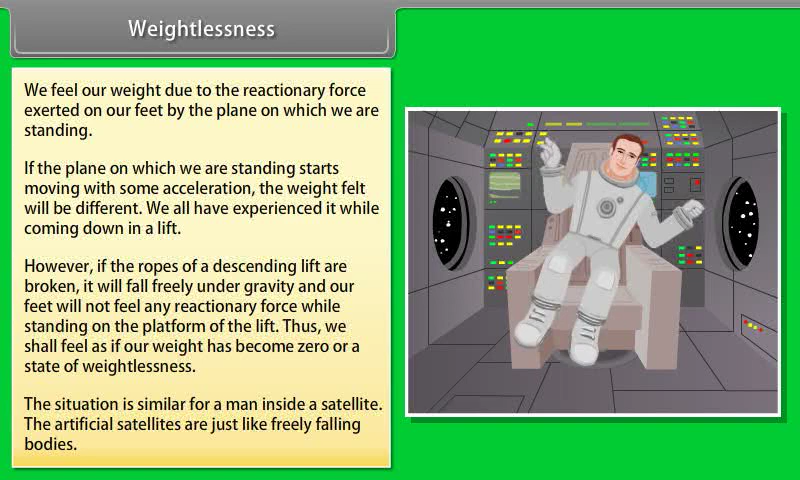 Weightlessness
We feel our weight due to the reactionary force
exerted on our feet by the plane on which we are
standing.
If the plane on which we are standing starts
moving with some acceleration, the weight felt
will be different. We all have experienced it while
coming down in a lift.
However, if the ropes of a descending lift are
broken, it will fall freely under gravity and our
feet will not feel any reactionary force while
standing on the platform of the lift. Thus, we
shall feel as if our weight has become zero or a
state of weightlessness.
The situation is similar for a man inside a satellite.
The artificial satellites are just like freely falling
bodies.